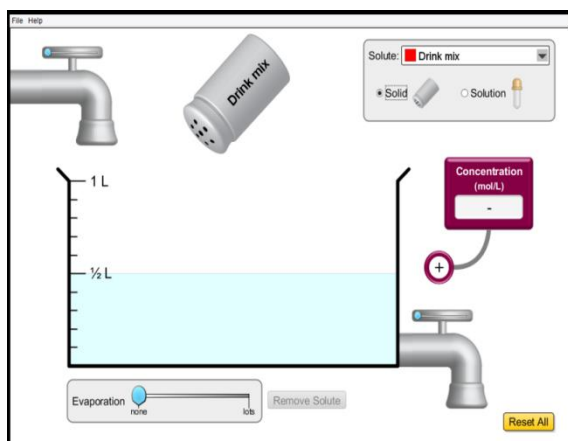 File Help
Drink mix
Solute: Drink mix
Solid
Solution
1 L
Concentration
(mol/L)
-
+
½ L
Evaporation
none
lots
Remove Solute
Reset All